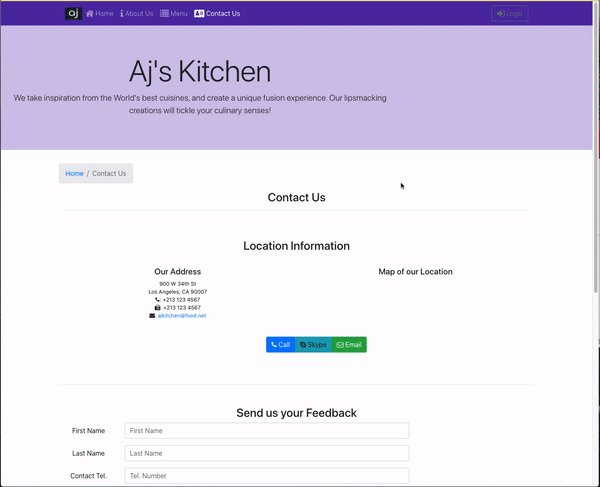 aj Home About Us Menu Contact Us Login
Aj's Kitchen
We take inspiration from the World's best cuisines, and create a unique fusion experience. Our lipsmacking
creations will tickle your culinary senses!
Home / Contact Us
Contact Us
Location Information
Our Address
900 W 34th St
Los Angeles, CA 90007
: +213 123 4567
: +213 123 4567
: ajkitchen@food.net
Map of our Location
Call Skype Email
Send us your Feedback
First Name First Name
Last Name Last Name
Contact Tel. Tel. Number